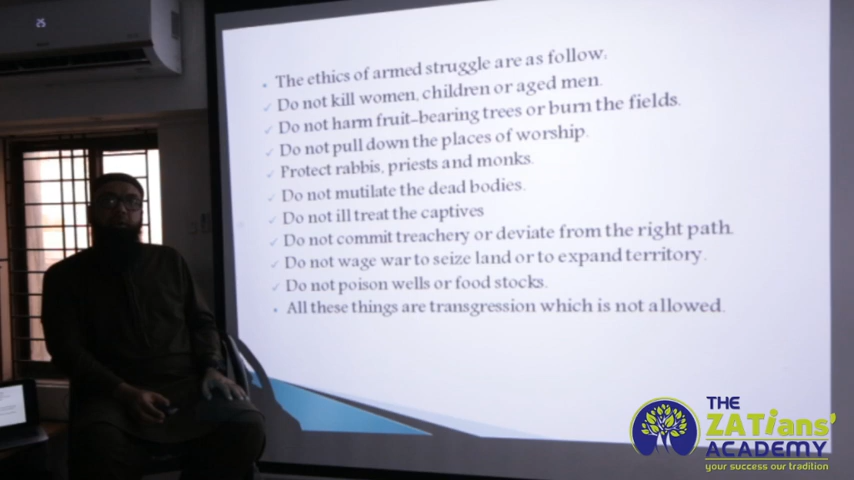 The ethics of armed struggle are as follow:
Do not kill women, children or aged men.
Do not harm fruit-bearing trees or burn the fields.
Do not pull down the places of worship.
Protect rabbis, priests and monks.
Do not mutilate the dead bodies.
Do not ill treat the captives
Do not commit treachery or deviate from the right path.
Do not wage war to seize land or to expand territory.
Do not poison wells or food stocks.
All these things are transgression which is not allowed.
THE
ZATians'
ACADEMY
your success our tradition